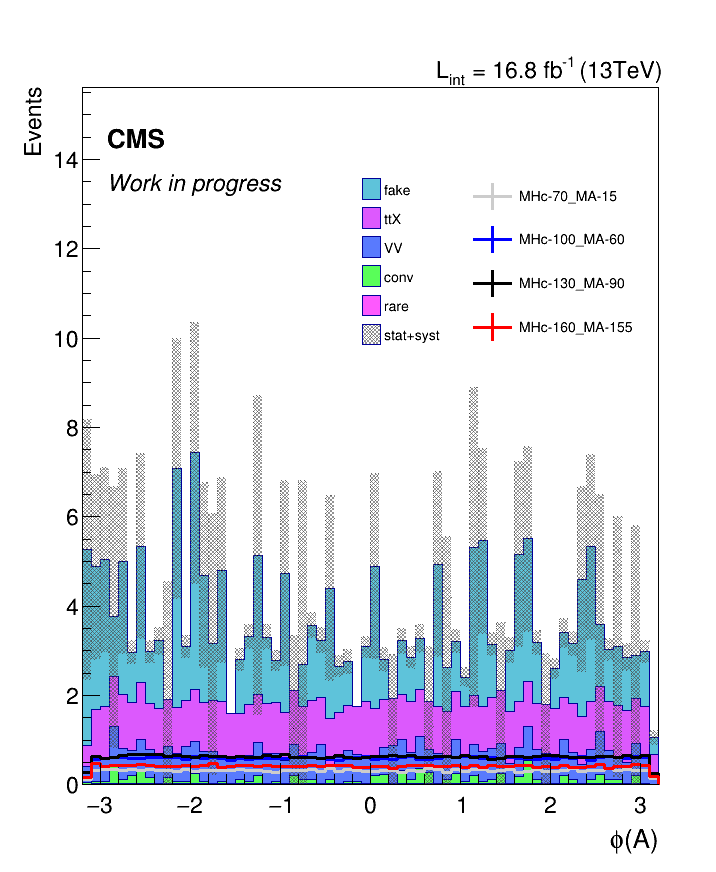 L_int = 16.8 fb^-1 (13TeV)
Events
CMS
Work in progress
fake
ttX
VV
conv
rare
stat+syst
MHc-70_MA-15
MHc-100_MA-60
MHc-130_MA-90
MHc-160_MA-155
14
12
10
8
6
4
2
0
−3 −2 −1 0 1 2 3
ϕ(A)